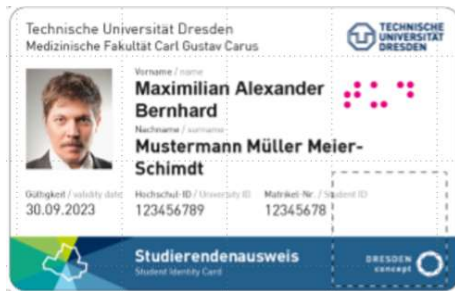 Technische Universität Dresden
Medizinische Fakultät Carl Gustav Carus
TECHNISCHE
UNIVERSITÄT
DRESDEN
Vorname / name
Maximilian Alexander
Bernhard
Nachname / surname
Mustermann Müller Meier-
Schimdt
Gültigkeit / validity date Hochschul-ID / University ID Matrikel-Nr. / Student ID
30.09.2023 123456789 12345678
Studierendenausweis
Student Identity Card
DRESDEN
concept